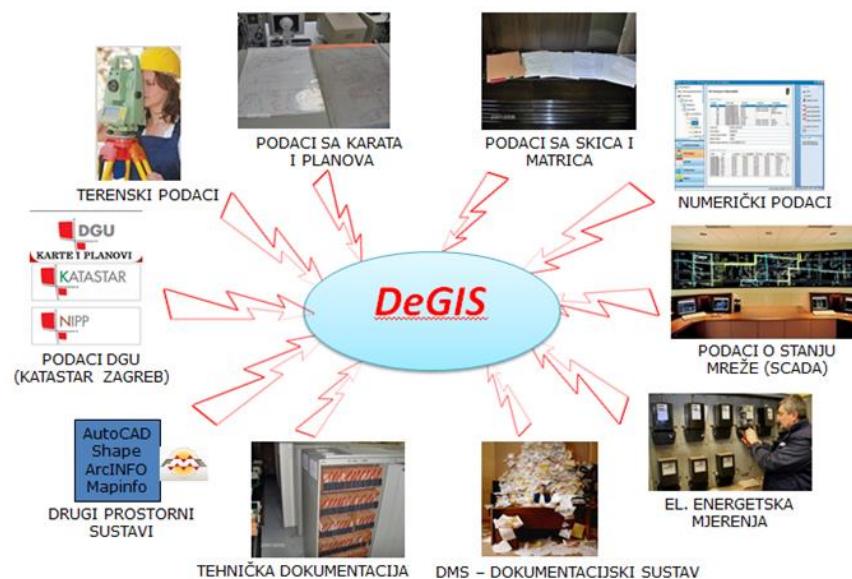 PODACI SA KARATA
I PLANOVA
PODACI SA SKICA I
MATRICA
TERENSKI PODACI
NUMERIČKI PODACI
DGU
KARTE I PLANOVI
KATASTAR
NIPP
PODACI DGU
(KATASTAR ZAGREB)
DeGIS
PODACI O STANJU
MREŽE (SCADA)
AutoCAD
Shape
ArcINFO
Mapinfo
DRUGI PROSTORNI
SUSTAVI
EL. ENERGETSKA
MJERENJA
TEHNIČKA DOKUMENTACIJA
DMS – DOKUMENTACIJSKI SUSTAV